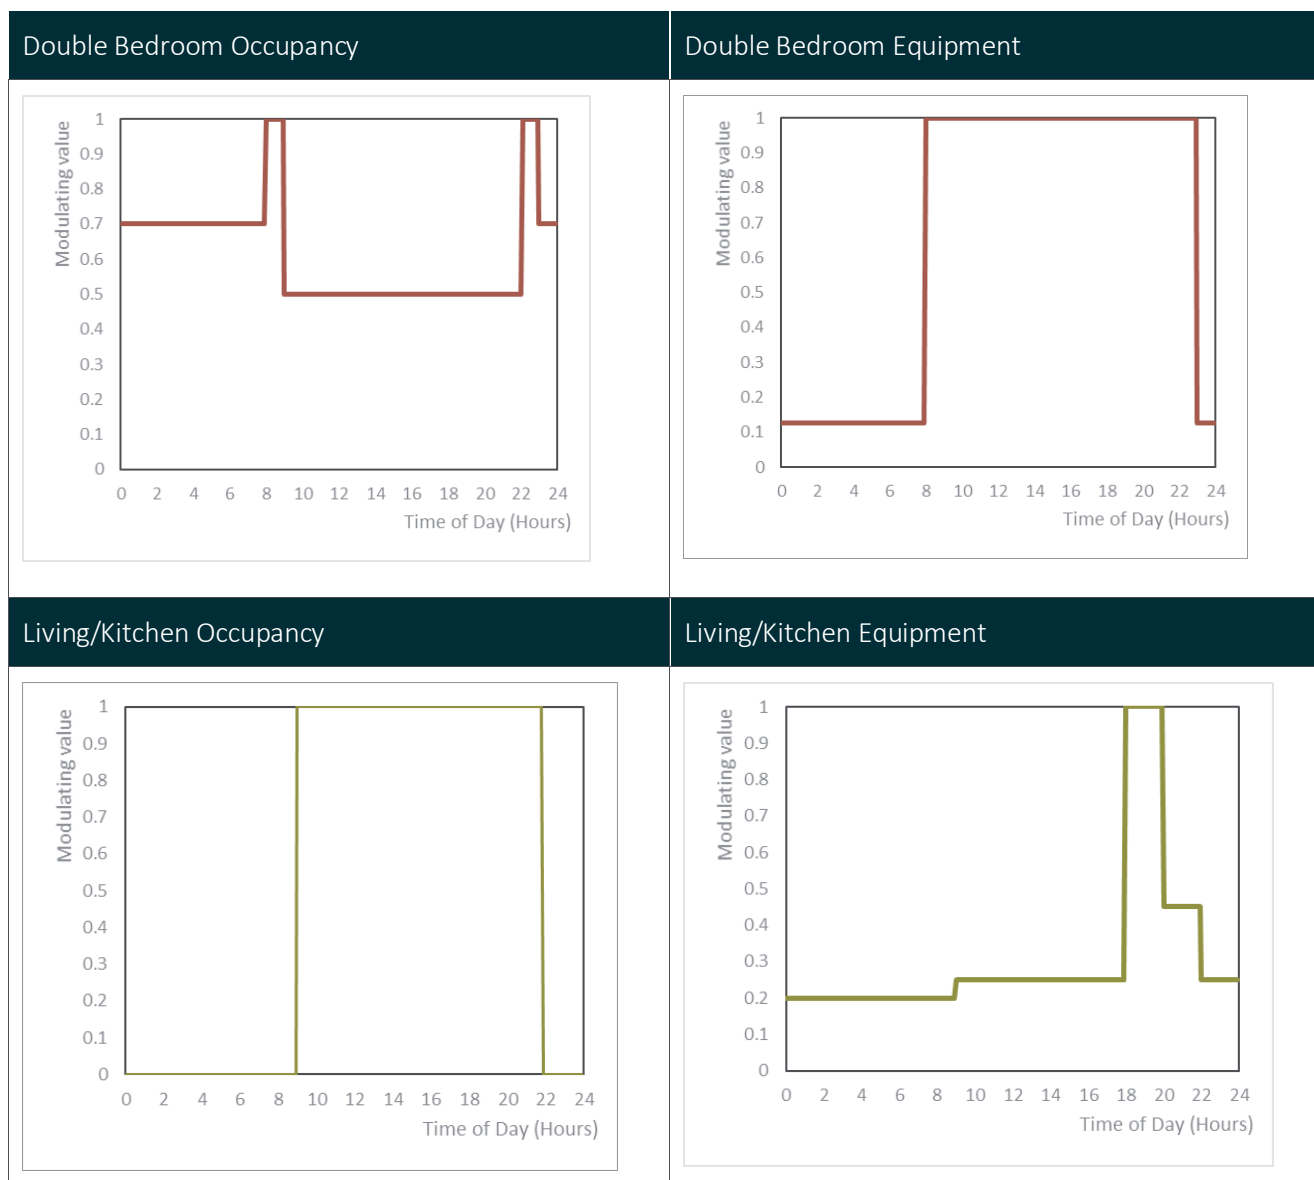 Double Bedroom Occupancy
Double Bedroom Equipment
Modulating value
1
0.9
0.8
0.7
0.6
0.5
0.4
0.3
0.2
0.1
0
0 2 4 6 8 10 12 14 16 18 20 22 24
Time of Day (Hours)
Modulating value
1
0.9
0.8
0.7
0.6
0.5
0.4
0.3
0.2
0.1
0
0 2 4 6 8 10 12 14 16 18 20 22 24
Time of Day (Hours)
Living/Kitchen Occupancy
Living/Kitchen Equipment
Modulating value
1
0.9
0.8
0.7
0.6
0.5
0.4
0.3
0.2
0.1
0
0 2 4 6 8 10 12 14 16 18 20 22 24
Time of Day (Hours)
Modulating value
1
0.9
0.8
0.7
0.6
0.5
0.4
0.3
0.2
0.1
0
0 2 4 6 8 10 12 14 16 18 20 22 24
Time of Day (Hours)